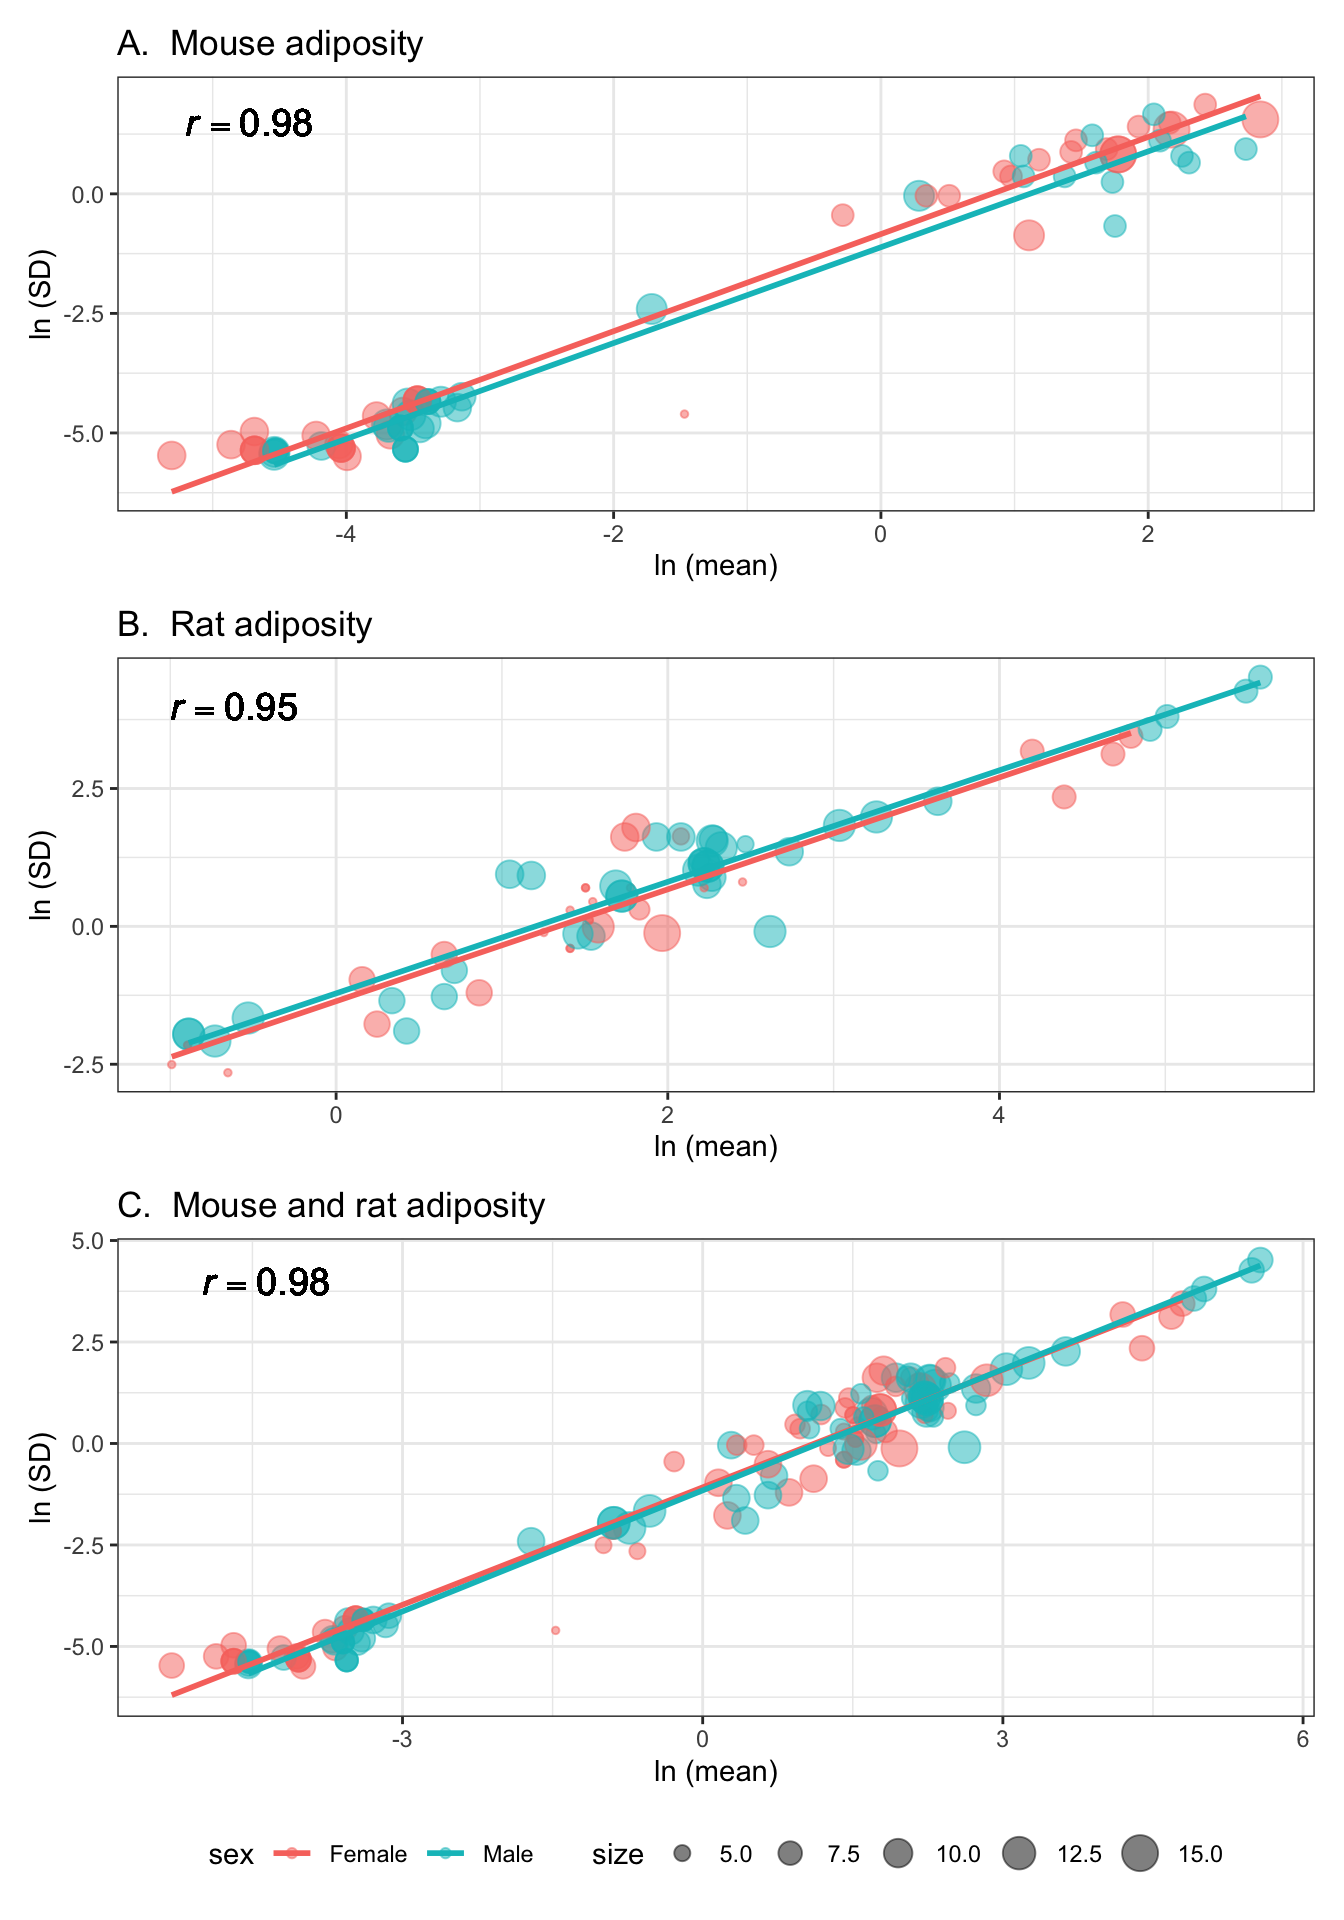 A. Mouse adiposity
r = 0.98
0.0
-2.5
-5.0
ln (SD)
-4 -2 0 2
ln (mean)
B. Rat adiposity
r = 0.95
2.5
0.0
-2.5
ln (SD)
0 2 4
ln (mean)
C. Mouse and rat adiposity
r = 0.98
5.0
2.5
0.0
-2.5
-5.0
ln (SD)
-3 0 3 6
ln (mean)
sex Female Male size 5.0 7.5 10.0 12.5 15.0